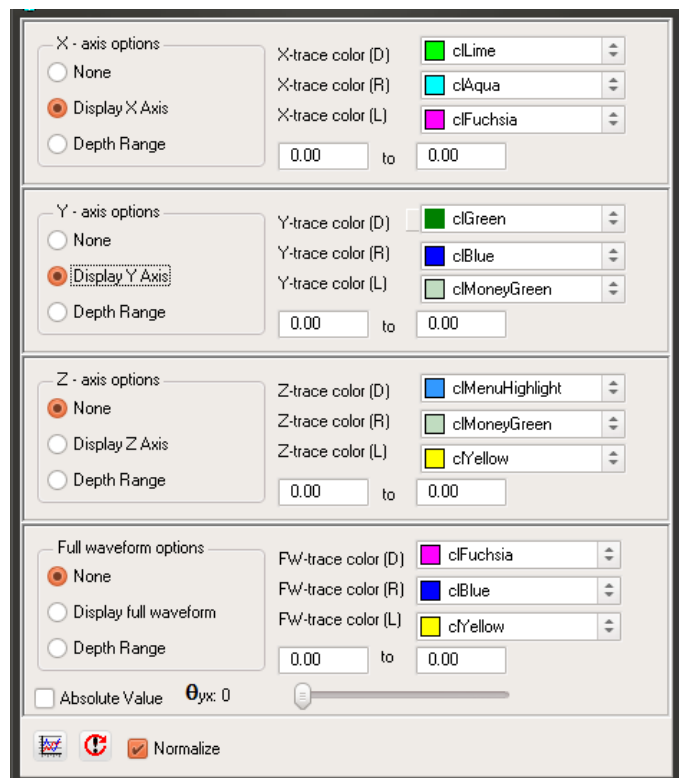 X - axis options
None
Display X Axis
Depth Range
X-trace color (D) clLime
X-trace color (R) clAqua
X-trace color (L) clFuchsia
0.00 to 0.00
Y - axis options
None
Display Y Axis
Depth Range
Y-trace color (D) clGreen
Y-trace color (R) clBlue
Y-trace color (L) clMoneyGreen
0.00 to 0.00
Z - axis options
None
Display Z Axis
Depth Range
Z-trace color (D) clMenuHighlight
Z-trace color (R) clMoneyGreen
Z-trace color (L) clYellow
0.00 to 0.00
Full waveform options
None
Display full waveform
Depth Range
FW-trace color (D) clFuchsia
FW-trace color (R) clBlue
FW-trace color (L) clYellow
0.00 to 0.00
Absolute Value θyx: 0
Normalize